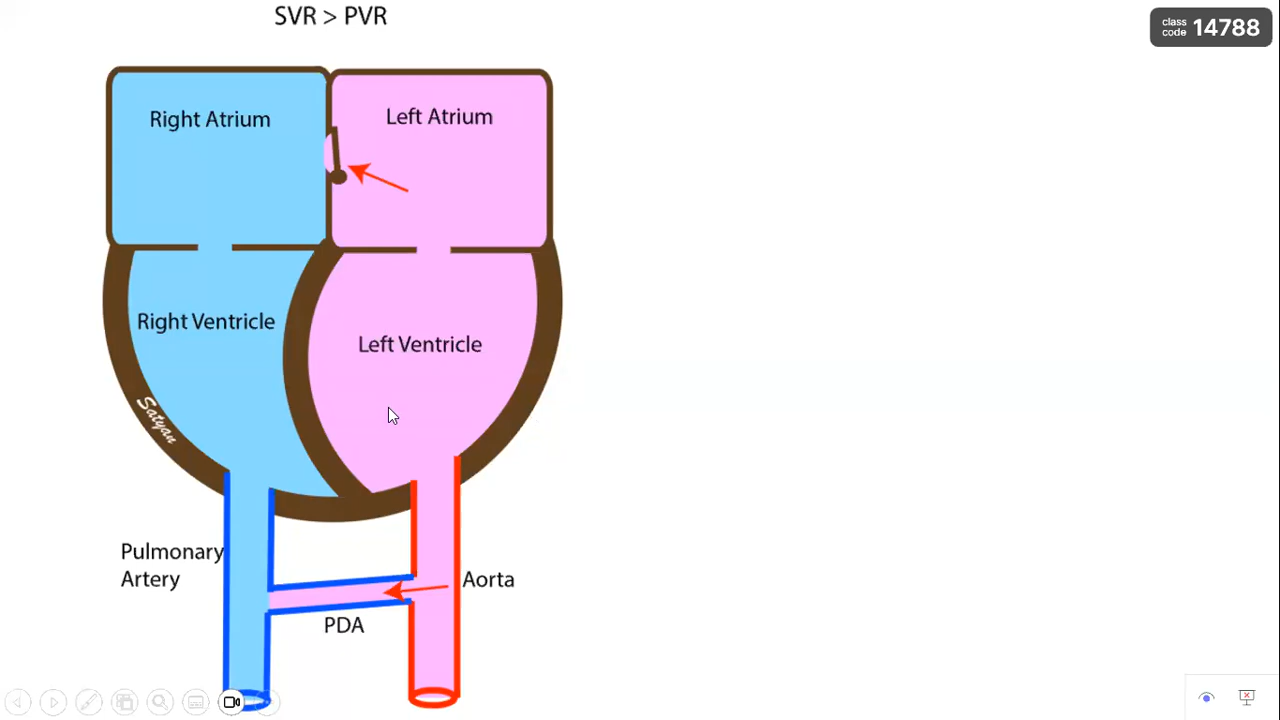 SVR > PVR
class
code 14788
Right Atrium
Left Atrium
Right Ventricle
Left Ventricle
Satyan
Pulmonary
Artery
Aorta
PDA